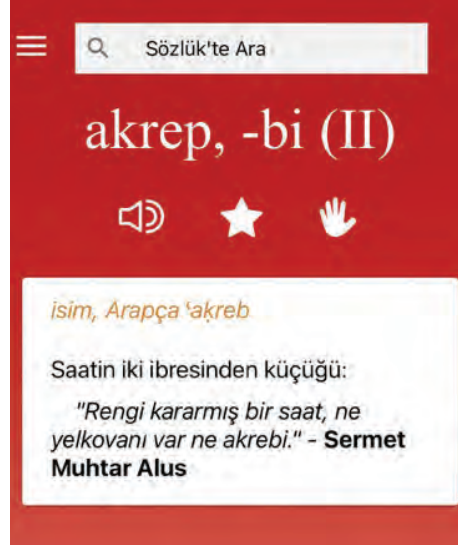 Sözlük'te Ara
akrep, -bi (II)
isim, Arapça ʿaḳreb
Saatin iki ibresinden küçüğü:
"Rengi kararmış bir saat, ne
yelkovanı var ne akrebi." - Sermet
Muhtar Alus